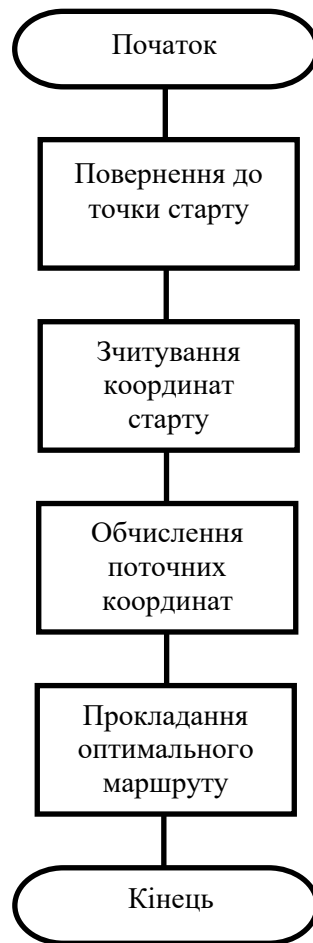 Початок
Повернення до
точки старту
Зчитування
координат
старту
Обчислення
поточних
координат
Прокладання
оптимального
маршруту
Кінець